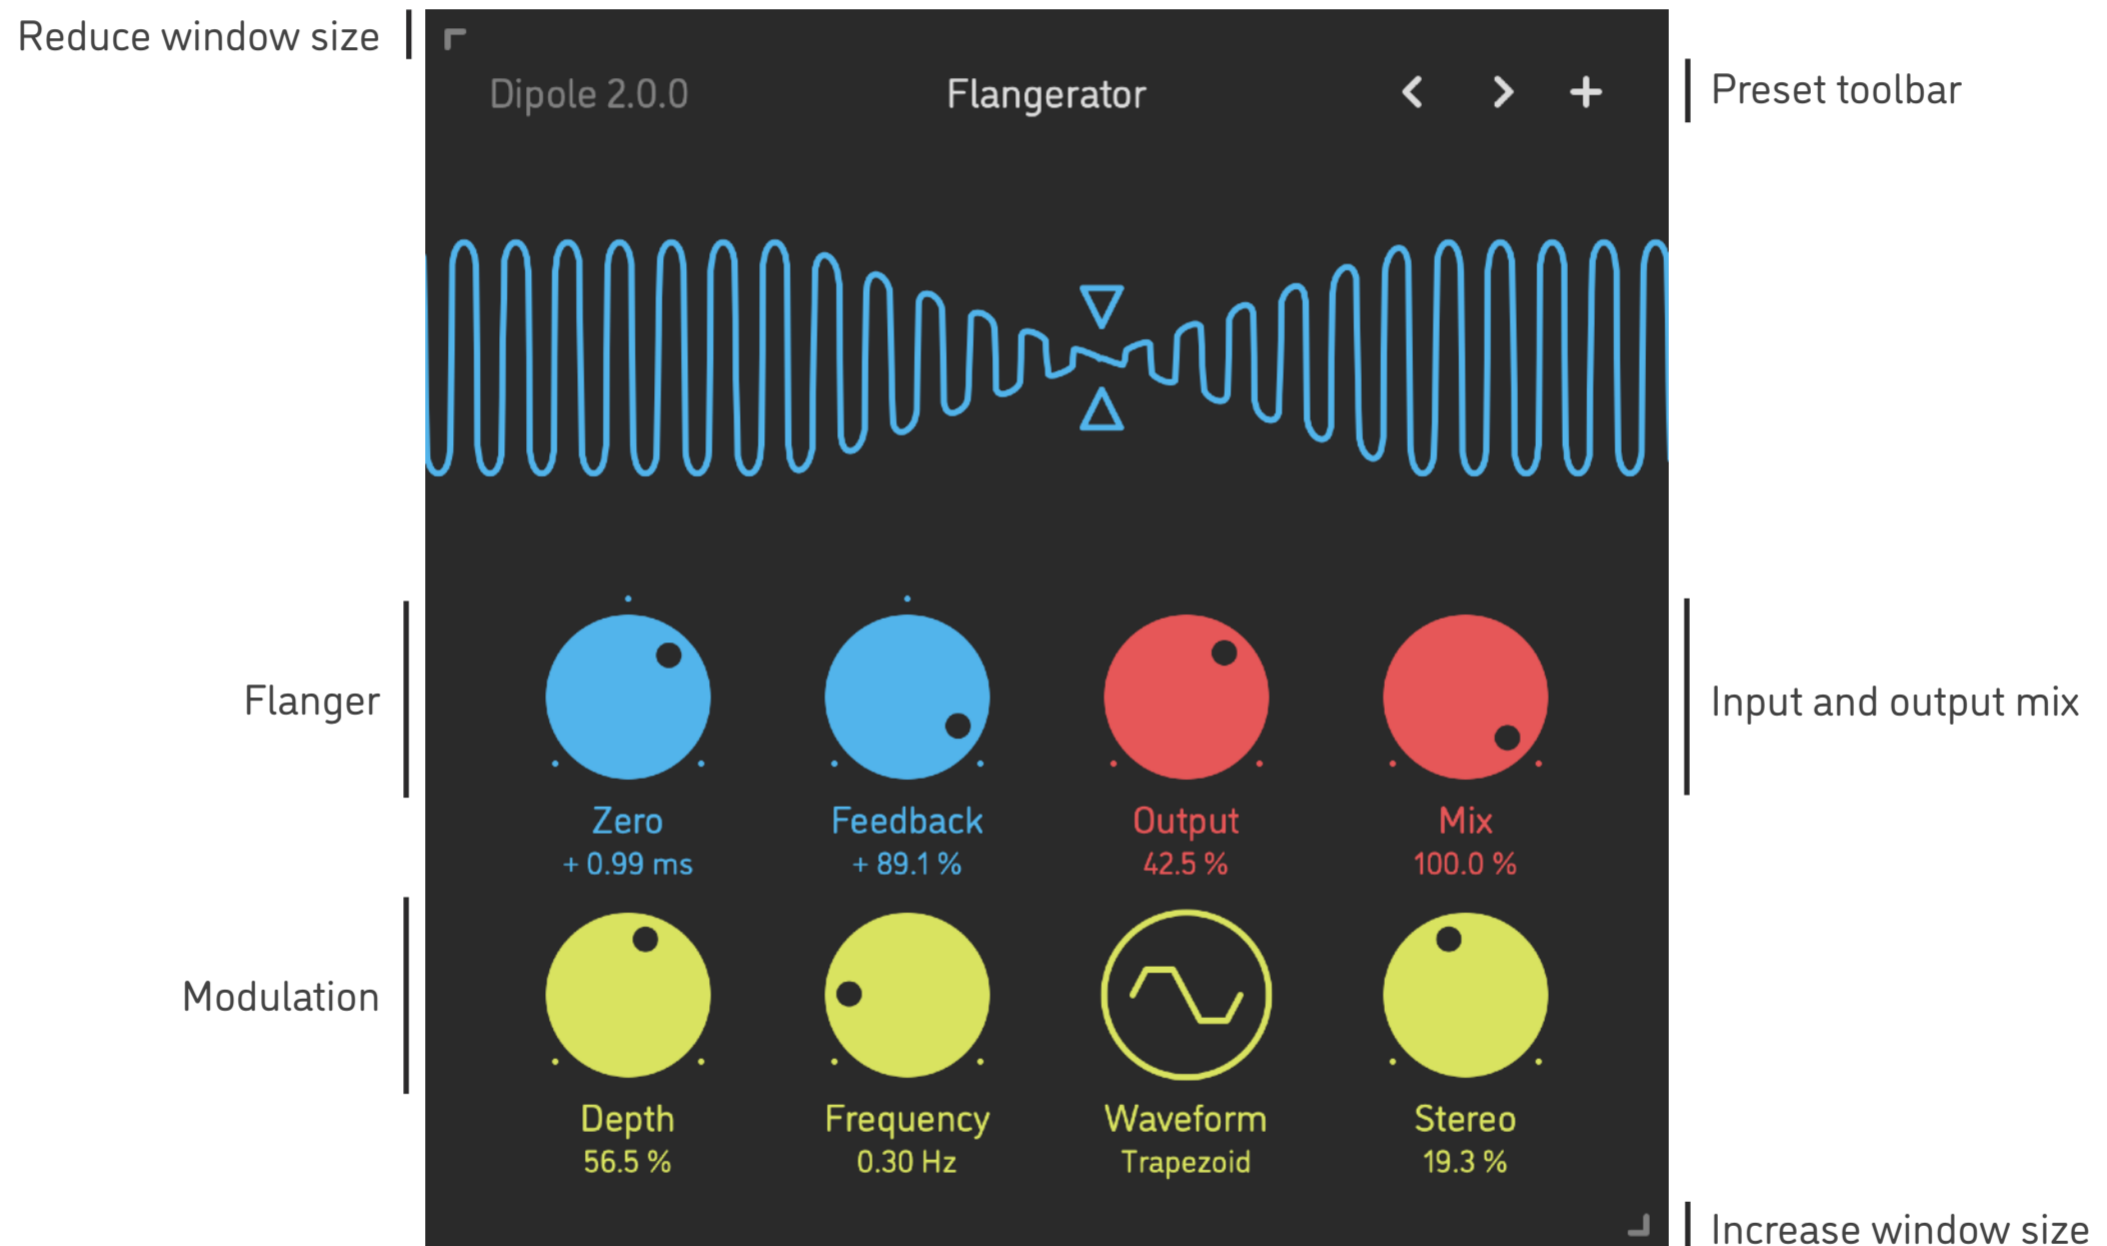 Reduce window size
Dipole 2.0.0
Flangerator
Preset toolbar
Flanger
Zero
+ 0.99 ms
Feedback
+ 89.1 %
Output
42.5 %
Mix
100.0 %
Input and output mix
Modulation
Depth
56.5 %
Frequency
0.30 Hz
Waveform
Trapezoid
Stereo
19.3 %
Increase window size